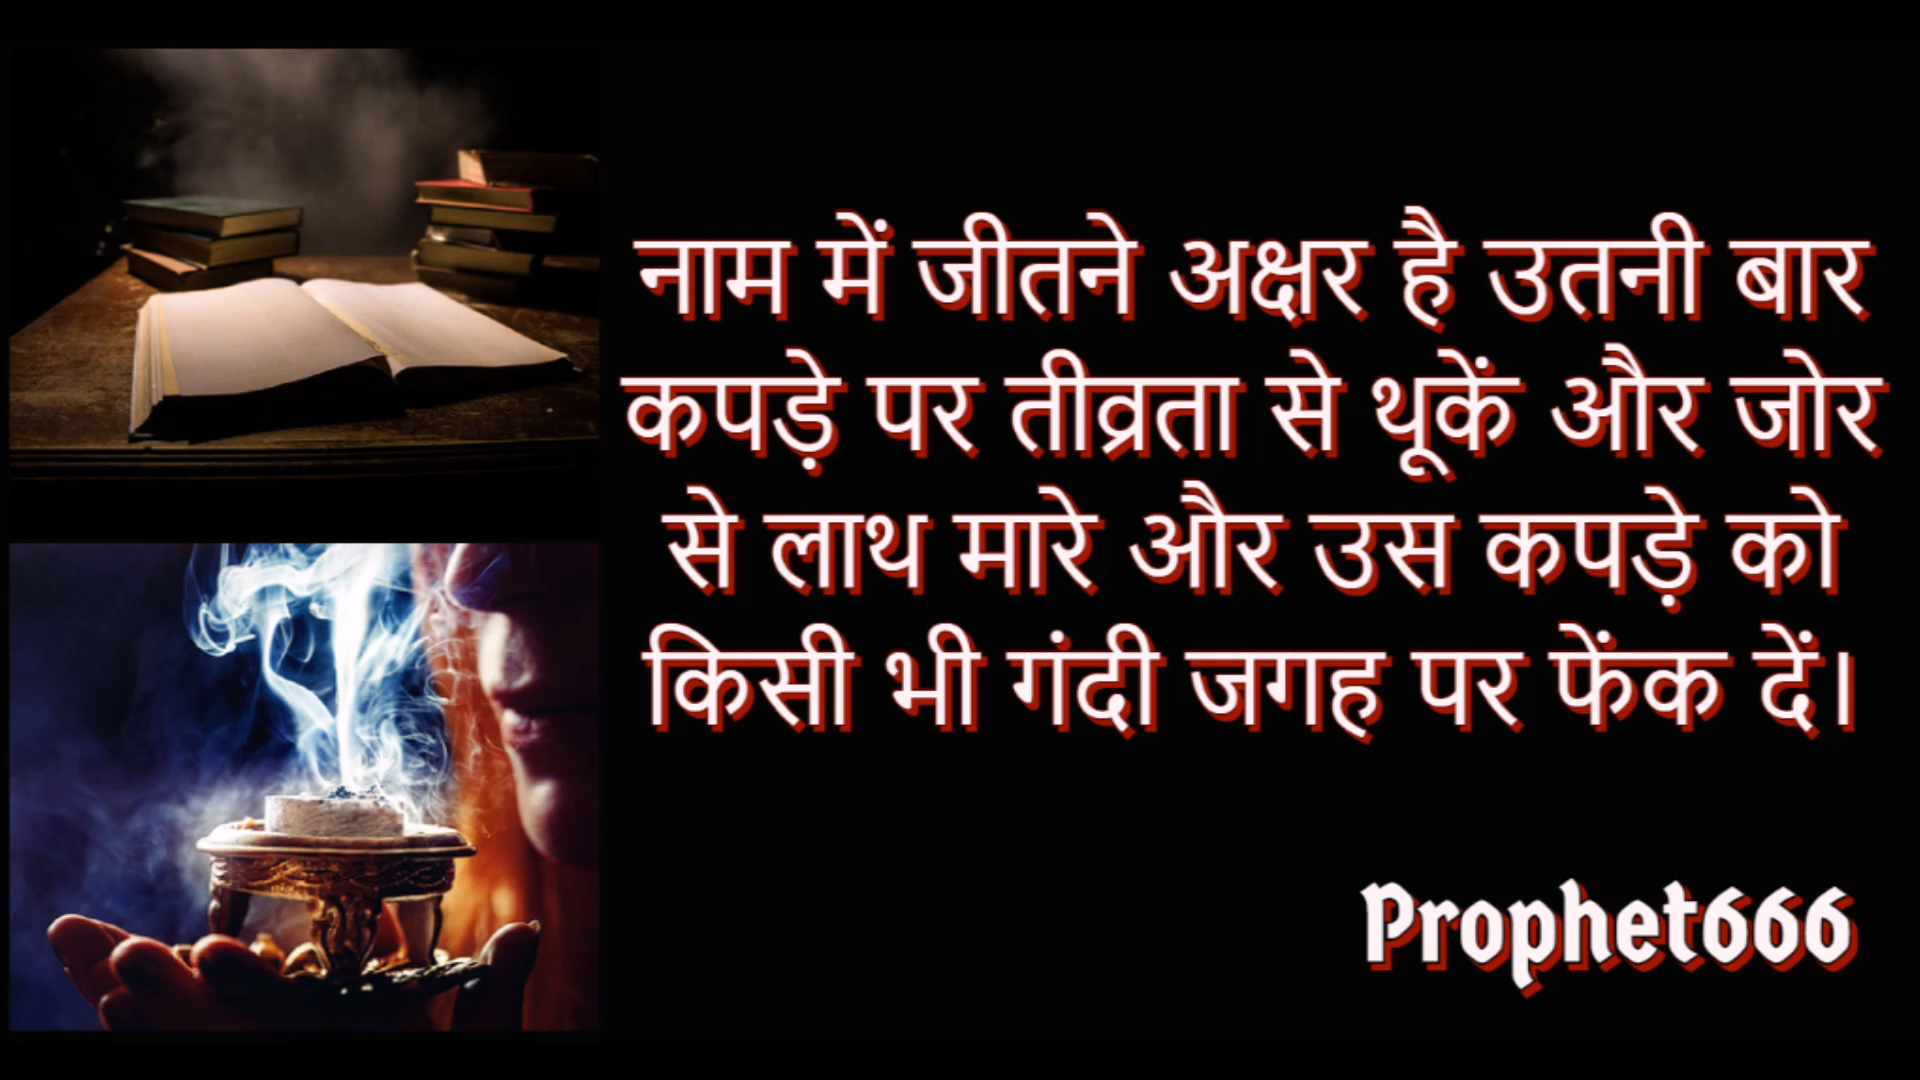 नाम में जीतने अक्षर है उतनी बार
कपड़े पर तीव्रता से थूकें और जोर
से लाथ मारे और उस कपड़े को
किसी भी गंदी जगह पर फेंक दें।
Prophet666